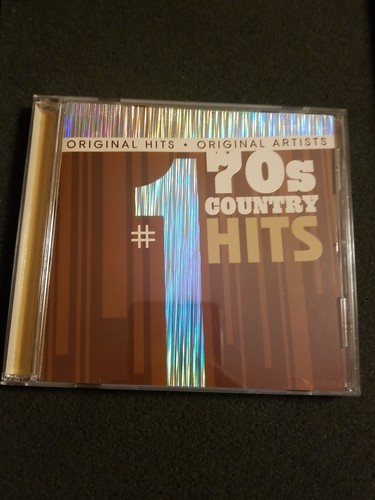 ORIGINAL HITS • ORIGINAL ARTISTS
#1
70s
COUNTRY
HITS